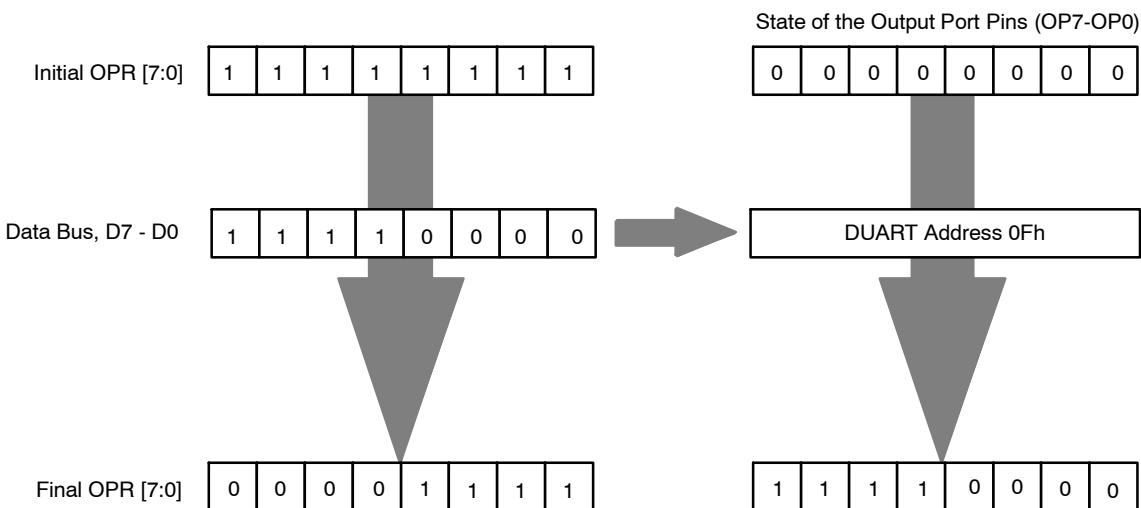 State of the Output Port Pins (OP7-OP0)
Initial OPR [7:0] 1 1 1 1 1 1 1 1 0 0 0 0 0 0 0 0
Data Bus, D7 - D0 1 1 1 1 0 0 0 0 DUART Address 0Fh
Final OPR [7:0] 0 0 0 0 1 1 1 1 1 1 1 1 0 0 0 0